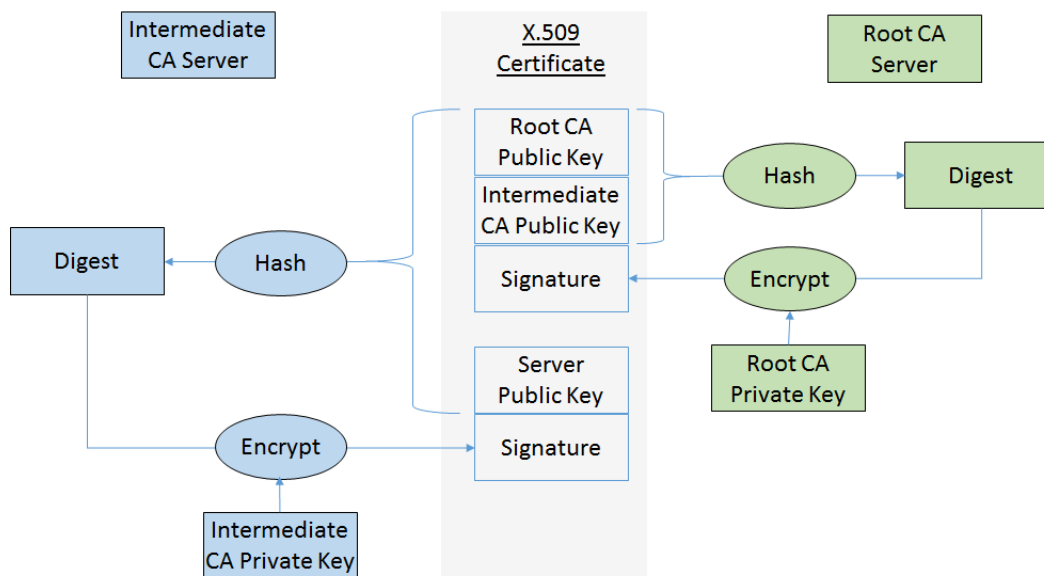 Intermediate
CA Server
X.509
Certificate
Root CA
Server
Root CA
Public Key
Intermediate
CA Public Key
Signature
Server
Public Key
Signature
Hash
Digest
Encrypt
Root CA
Private Key
Digest
Hash
Encrypt
Intermediate
CA Private Key